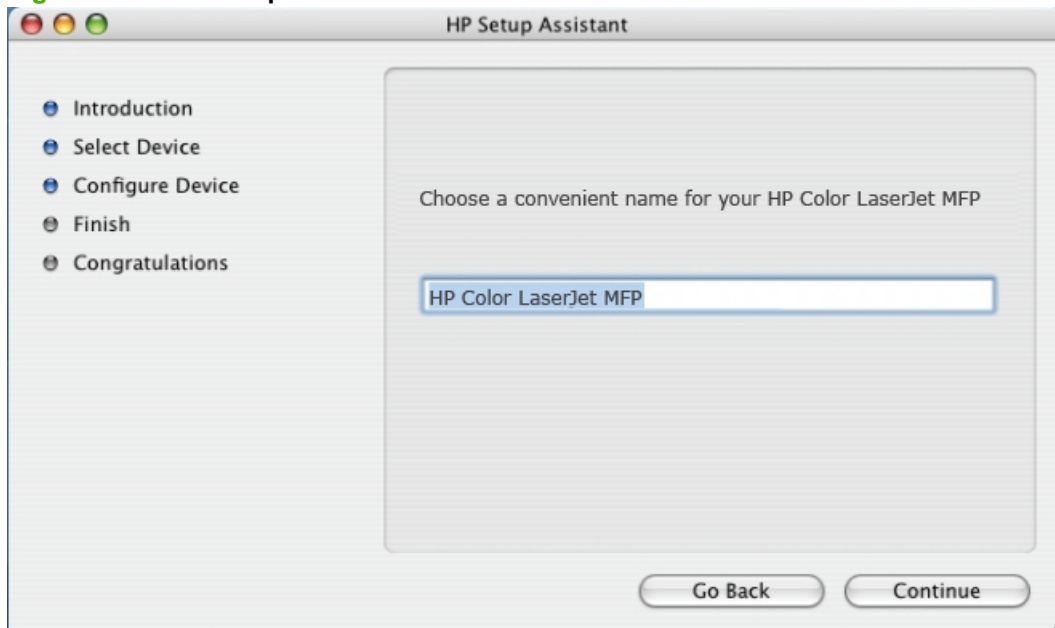 HP Setup Assistant
Introduction
Select Device
Configure Device
Finish
Congratulations
Choose a convenient name for your HP Color LaserJet MFP
HP Color LaserJet MFP
Go Back
Continue